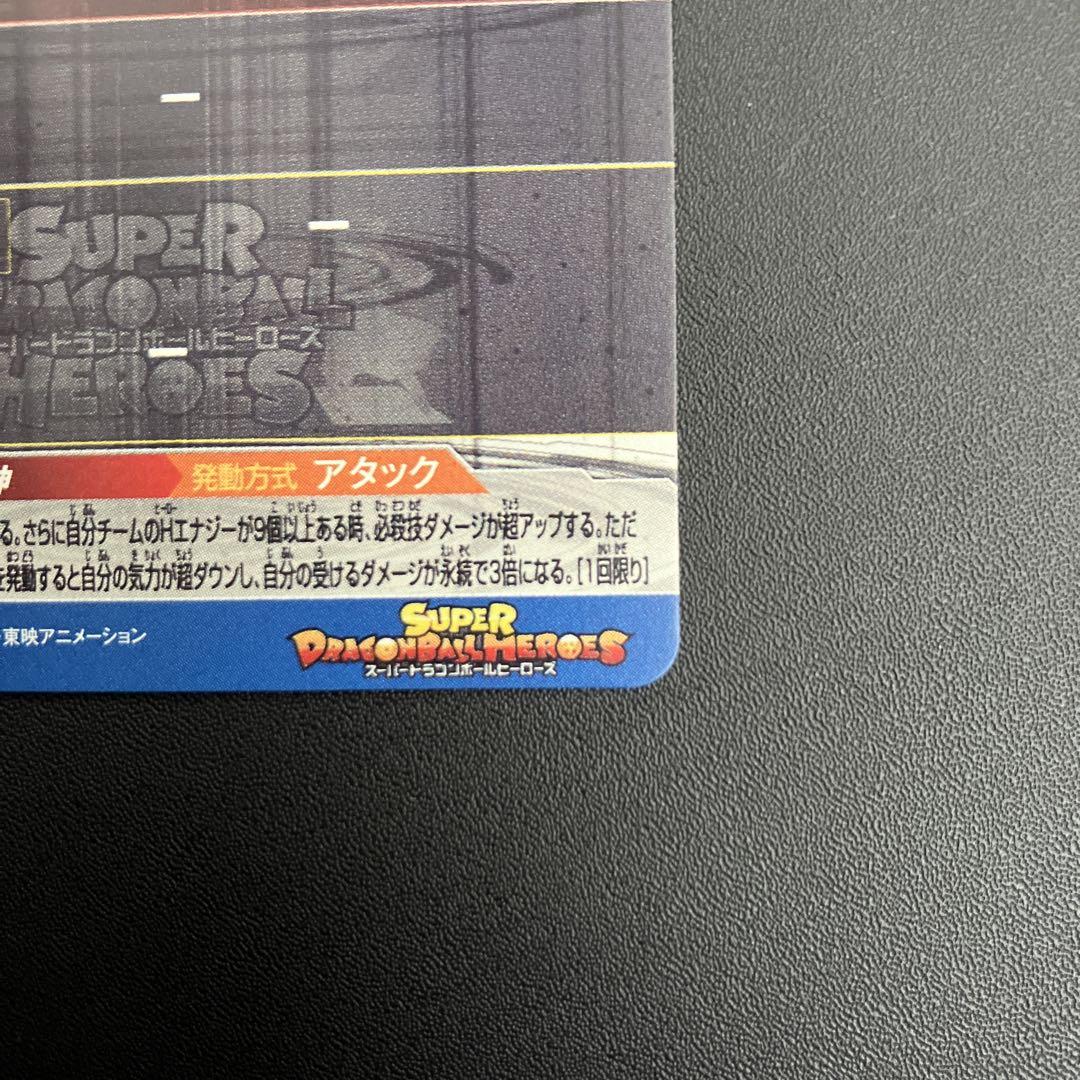 SUPER
DRAGONBALL
ーパードラゴンボールヒーローズ
HEROES
神
発動方式 アタック
る。さらに自分チームのHエナジーが9個以上ある時、必殺技ダメージが超アップする。ただ
を発動すると自分の気力が超ダウンし、自分の受けるダメージが永続で3倍になる。[1回限り]
東映アニメーション
SUPER
DRAGONBALL HEROES
スーパードラゴンボールヒーローズ